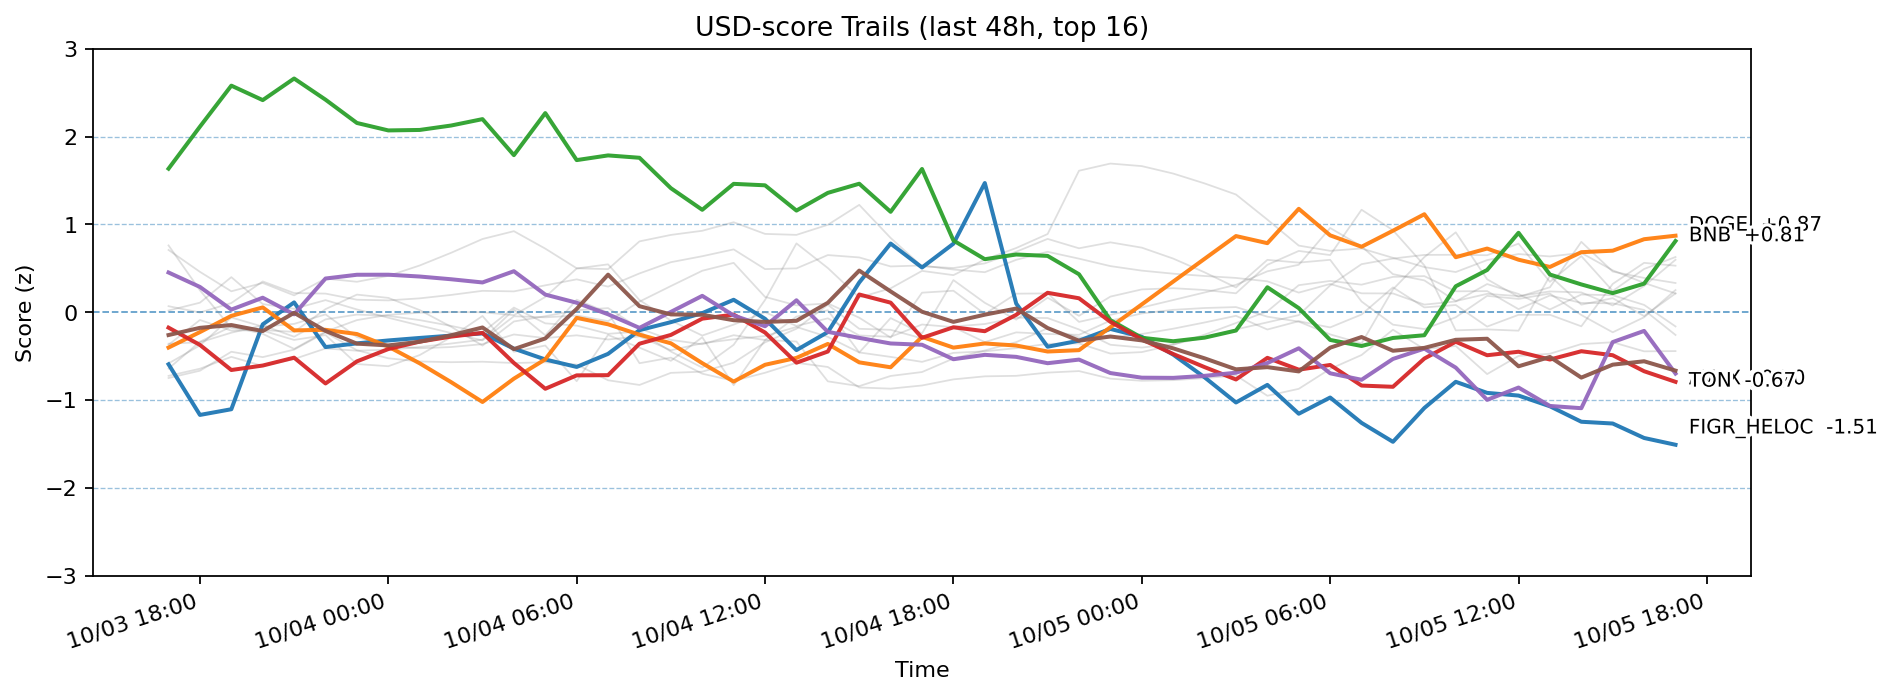 USD-score Trails (last 48h, top 16)
Score (z)
3
2
1
0
−1
−2
−3
DOGE +0.87
BNB +0.81
TON -0.67
FIGR_HELOC -1.51
10/03 18:00
10/04 00:00
10/04 06:00
10/04 12:00
10/04 18:00
10/05 00:00
10/05 06:00
10/05 12:00
10/05 18:00
Time